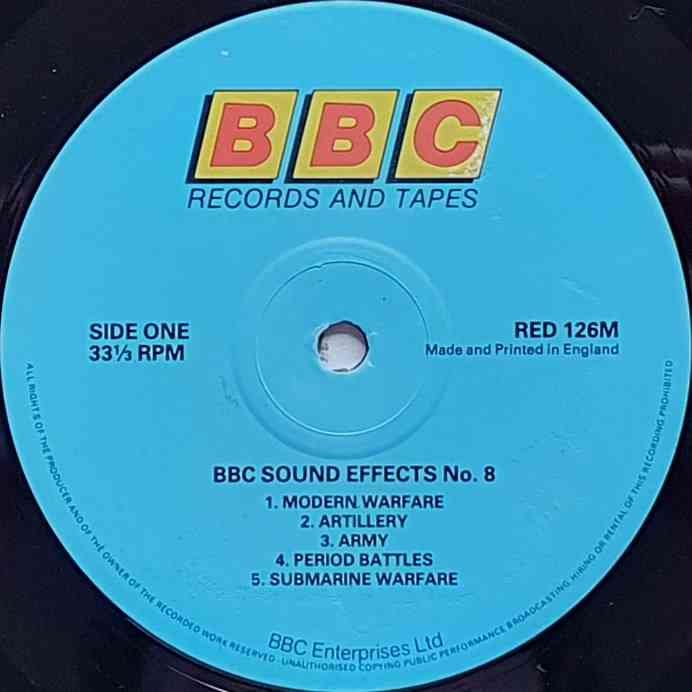 BBC
RECORDS AND TAPES
SIDE ONE
33⅓ RPM
RED 126M
Made and Printed in England
BBC SOUND EFFECTS No. 8
1. MODERN WARFARE
2. ARTILLERY
3. ARMY
4. PERIOD BATTLES
5. SUBMARINE WARFARE
BBC Enterprises Ltd
ALL RIGHTS OF THE PRODUCER AND OF THE OWNER OF THE RECORDED WORK RESERVED · UNAUTHORISED COPYING PUBLIC PERFORMANCE BROADCASTING, HIRING OR RENTAL OF THIS RECORDING PROHIBITED